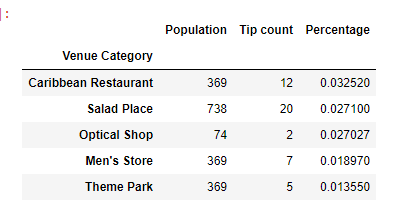 :
Population Tip count Percentage
Venue Category
Caribbean Restaurant 369 12 0.032520
Salad Place 738 20 0.027100
Optical Shop 74 2 0.027027
Men's Store 369 7 0.018970
Theme Park 369 5 0.013550